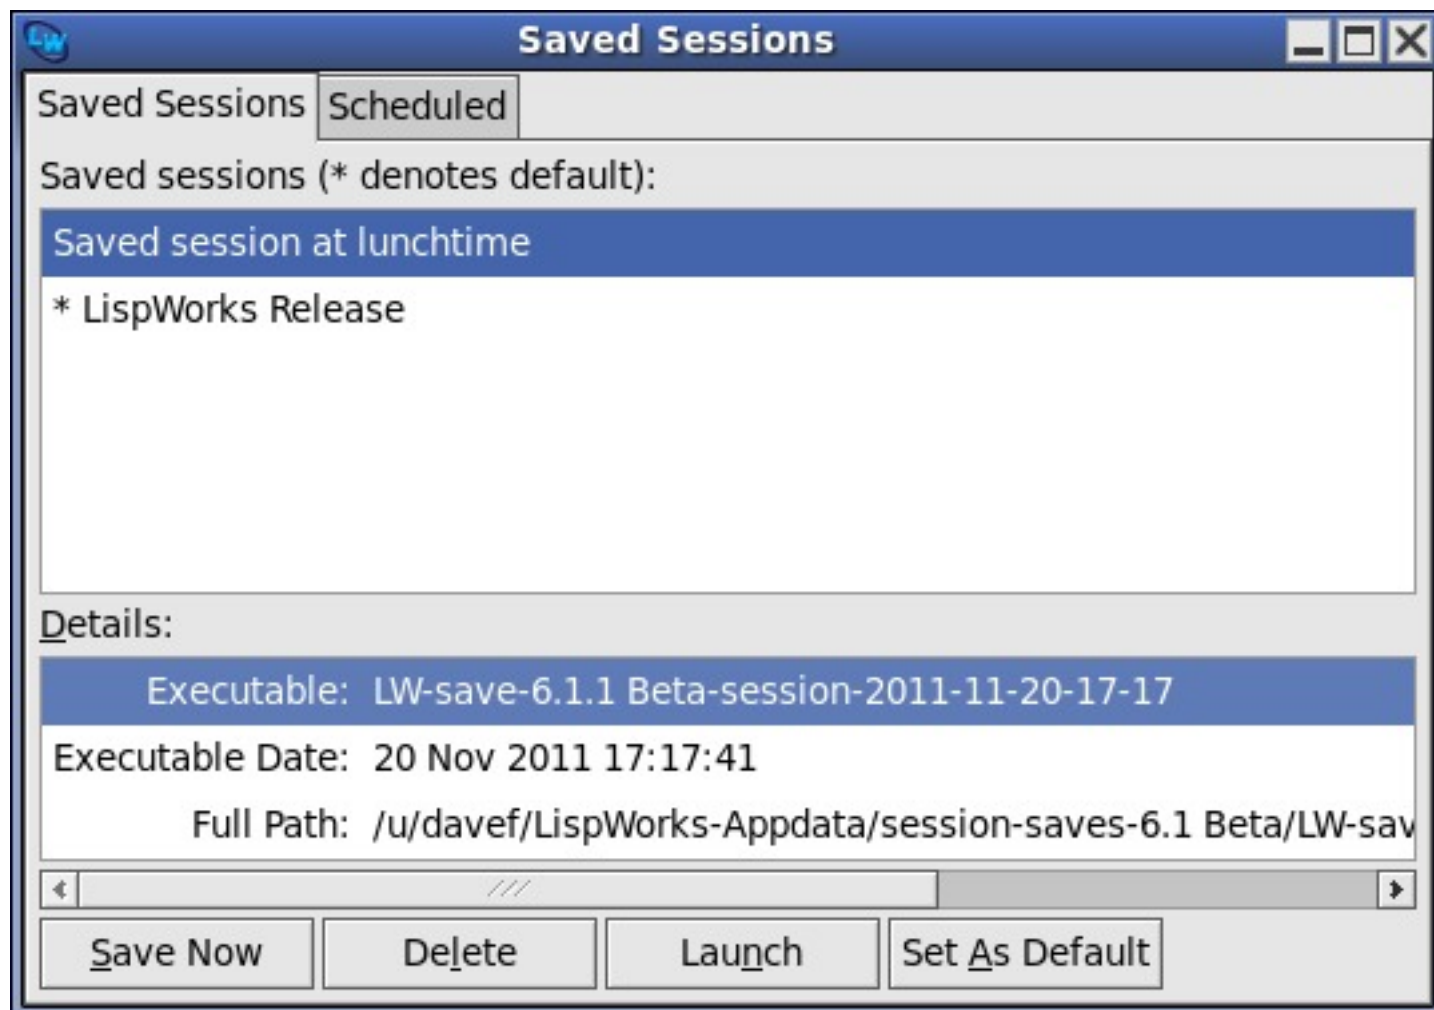 LW
Saved Sessions
Saved Sessions Scheduled
Saved sessions (* denotes default):
Saved session at lunchtime
* LispWorks Release
Details:
Executable: LW-save-6.1.1 Beta-session-2011-11-20-17-17
Executable Date: 20 Nov 2011 17:17:41
Full Path: /u/davef/LispWorks-Appdata/session-saves-6.1 Beta/LW-sav
Save Now Delete Launch Set As Default